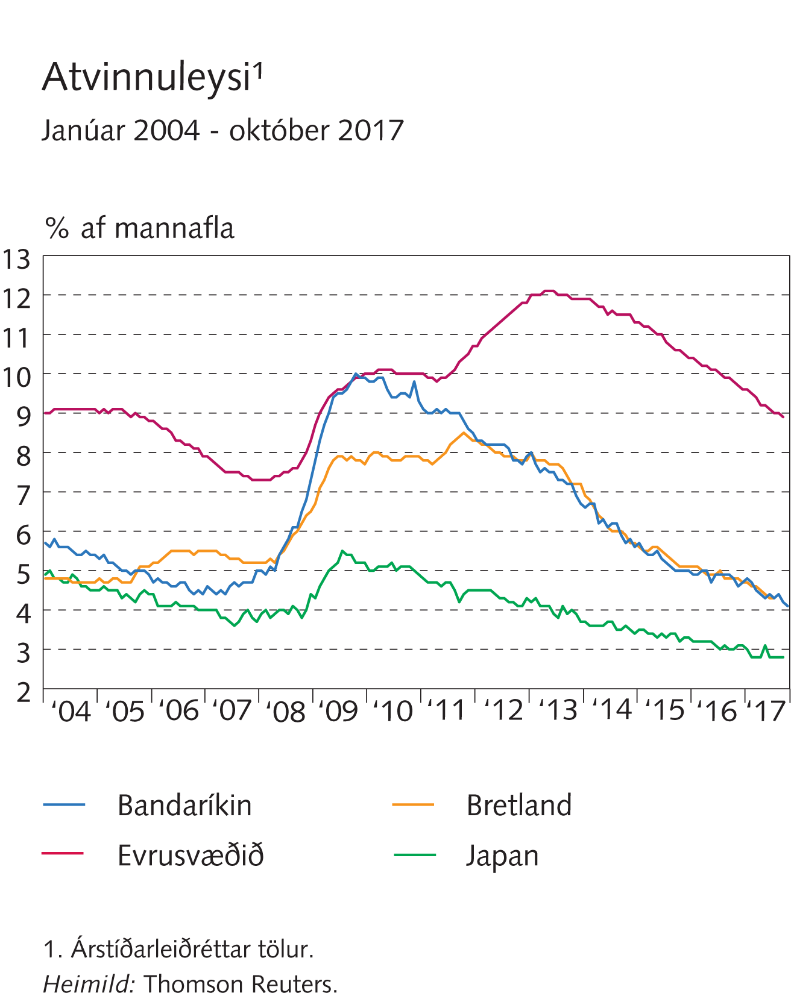 Atvinnuleysi¹
Janúar 2004 - október 2017
% af mannafla
13
12
11
10
9
8
7
6
5
4
3
2
‘04 ‘05 ‘06 ‘07 ‘08 ‘09 ‘10 ‘11 ‘12 ‘13 ‘14 ‘15 ‘16 ‘17
Bandaríkin Bretland
Evrusvæðið Japan
1. Árstíðarleiðréttar tölur.
Heimild: Thomson Reuters.